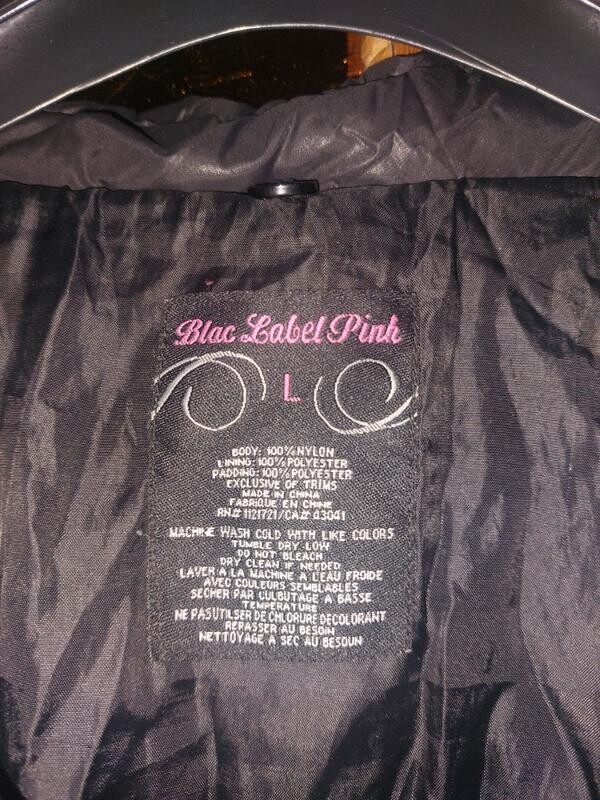 Blac Label Pink
L
BODY: 100% NYLON
LINING: 100% POLYESTER
PADDING: 100% POLYESTER
EXCLUSIVE OF TRIMS
MADE IN CHINA
FABRIQUE EN CHINE
RN# 1121721/CA# 43041
MACHINE WASH COLD WITH LIKE COLORS
TUMBLE DRY LOW
DO NOT BLEACH
DRY CLEAN IF NEEDED
LAVER A LA MACHINE A L'EAU FROIDE
AVEC COULEURS SEMBLABLES
SECHER PAR CULBUTAGE A BASSE
TEMPERATURE
NE PAS UTILSER DE CHLORURE DECOLORANT
REPASSER AU BESOIN
NETTOYAGE A SEC AU BESOUN